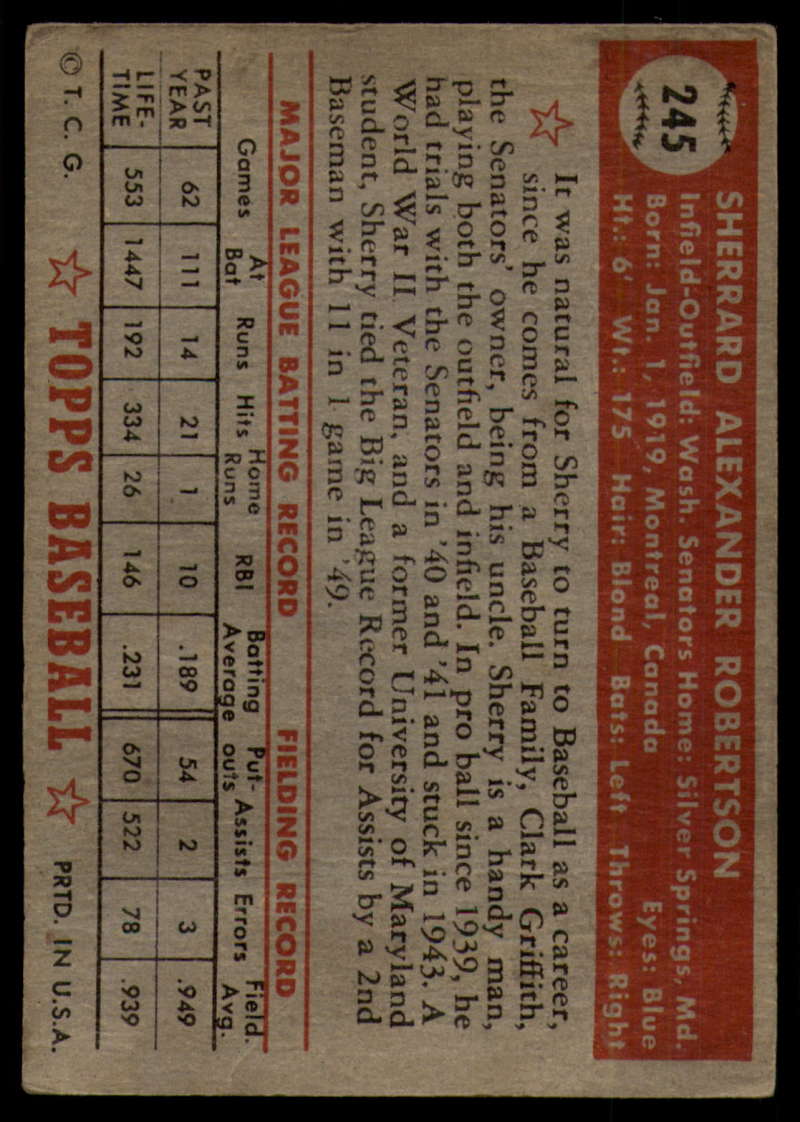 245
SHERRARD ALEXANDER ROBERTSON
Infield-Outfield: Wash. Senators Home: Silver Springs, Md.
Born: Jan. 1, 1919, Montreal, Canada Eyes: Blue
Ht.: 6' Wt.: 175 Hair: Blond Bats: Left Throws: Right
It was natural for Sherry to turn to Baseball as a career,
since he comes from a Baseball Family, Clark Griffith,
the Senators' owner, being his uncle. Sherry is a handy man,
playing both the outfield and infield. In pro ball since 1939, he
had trials with the Senators in '40 and '41 and stuck in 1943. A
World War II Veteran, and a former University of Maryland
student, Sherry tied the Big League Record for Assists by a 2nd
Baseman with 11 in 1 game in '49.
MAJOR LEAGUE BATTING RECORD FIELDING RECORD
Games At Bat Runs Hits Home Runs RBI Batting Average Put-outs Assists Errors Field. Avg.
PAST YEAR 62 111 14 21 1 10 .189 54 2 3 .949
LIFE-TIME 553 1447 192 334 26 146 .231 670 522 78 .939
© T. C. G. TOPPS BASEBALL PRTD. IN U.S.A.